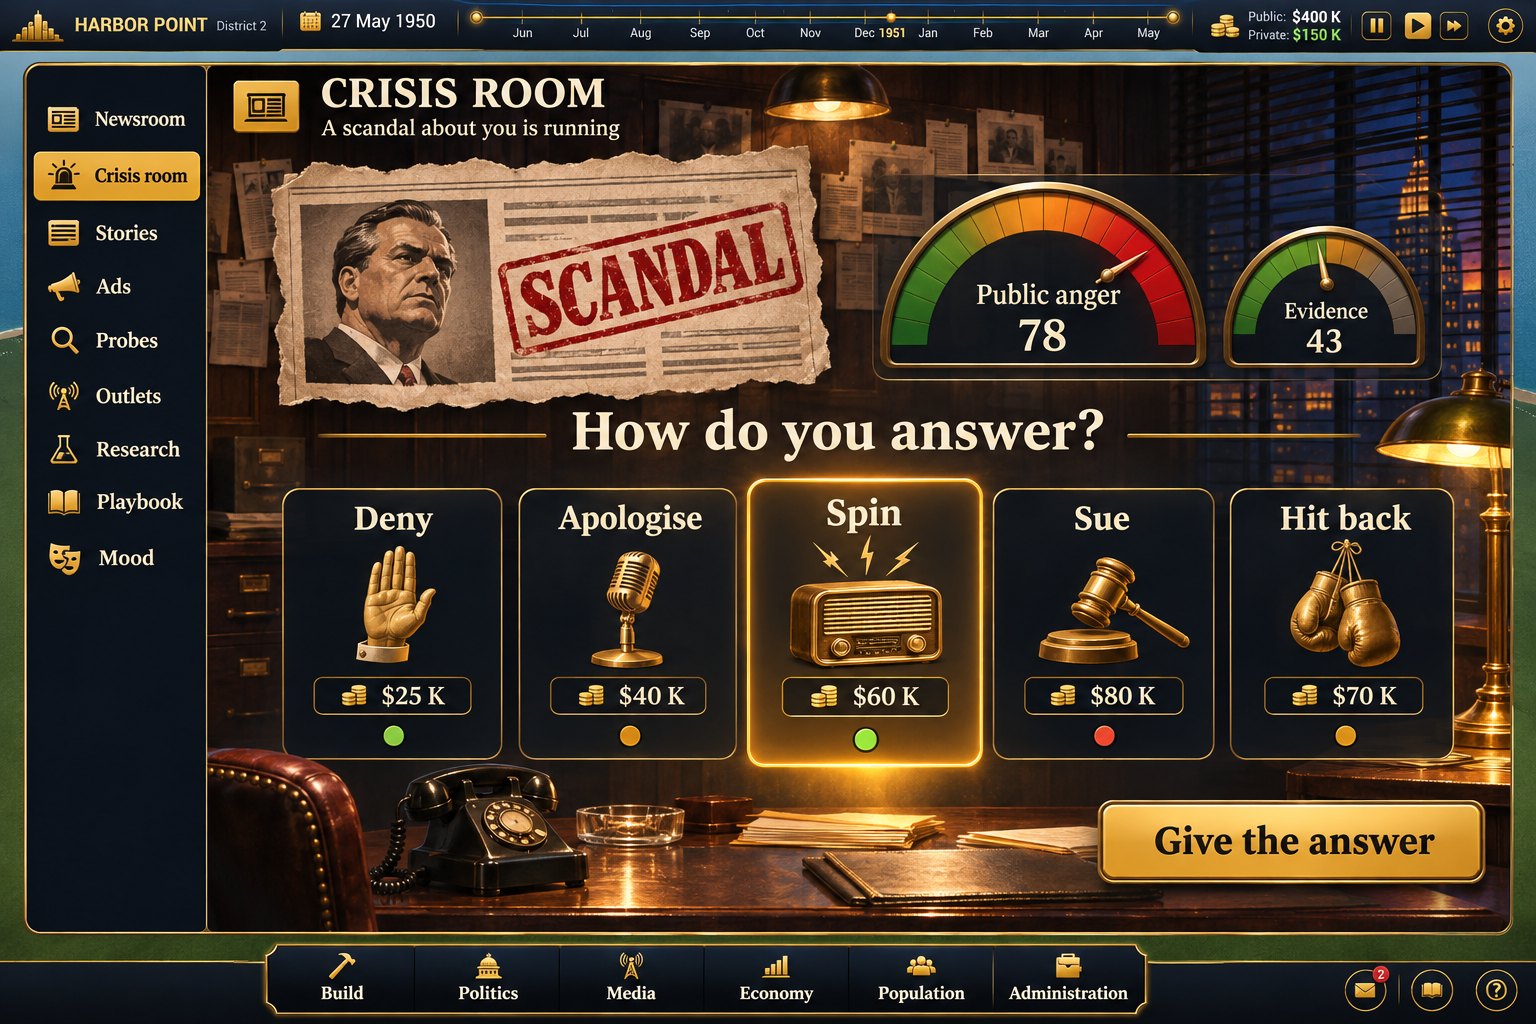 HARBOR POINT District 2
27 May 1950
Jun Jul Aug Sep Oct Nov Dec 1951 Jan Feb Mar Apr May
Public: $400 K
Private: $150 K
Newsroom
Crisis room
Stories
Ads
Probes
Outlets
Research
Playbook
Mood
CRISIS ROOM
A scandal about you is running
SCANDAL
Public anger
78
Evidence
43
How do you answer?
Deny
$25 K
Apologise
$40 K
Spin
$60 K
Sue
$80 K
Hit back
$70 K
Give the answer
Build
Politics
Media
Economy
Population
Administration
2
?